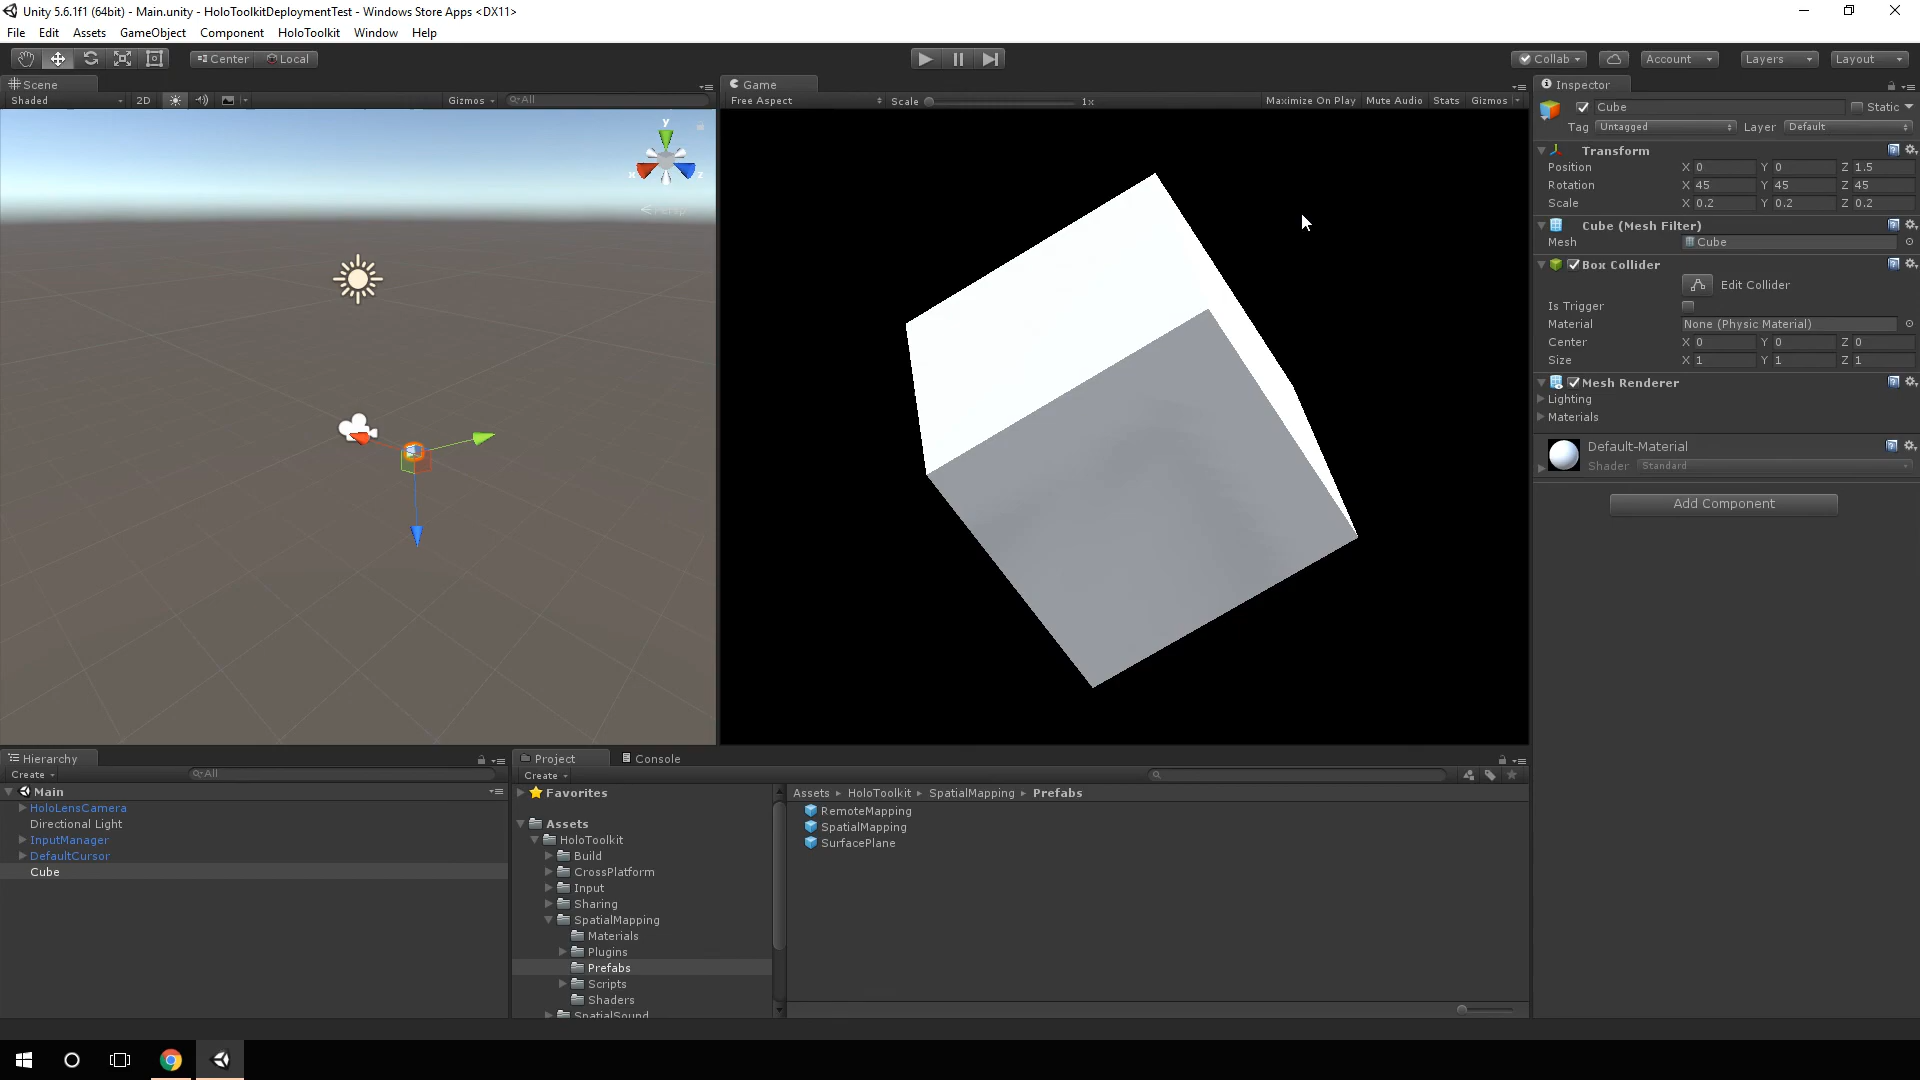 Unity 5.6.1f1 (64bit) - Main.unity - HoloToolkitDeploymentTest - Windows Store Apps <DX11>
File Edit Assets GameObject Component HoloToolkit Window Help
Center Local Collab Account Layers Layout
Scene
Shaded 2D Gizmos All
y
x z
Persp
Game
Free Aspect Scale 1x Maximize On Play Mute Audio Stats Gizmos
Inspector
Cube Static
Tag Untagged Layer Default
Transform
Position X 0 Y 0 Z 1.5
Rotation X 45 Y 45 Z 45
Scale X 0.2 Y 0.2 Z 0.2
Cube (Mesh Filter)
Mesh Cube
Box Collider
Edit Collider
Is Trigger
Material None (Physic Material)
Center X 0 Y 0 Z 0
Size X 1 Y 1 Z 1
Mesh Renderer
Lighting
Materials
Default-Material
Shader Standard
Add Component
Hierarchy
Create All
Main
HoloLensCamera
Directional Light
InputManager
DefaultCursor
Cube
Project Console
Create
Favorites
Assets
HoloToolkit
Build
CrossPlatform
Input
Sharing
SpatialMapping
Materials
Plugins
Prefabs
Scripts
Shaders
SpatialSound
Assets HoloToolkit SpatialMapping Prefabs
RemoteMapping
SpatialMapping
SurfacePlane